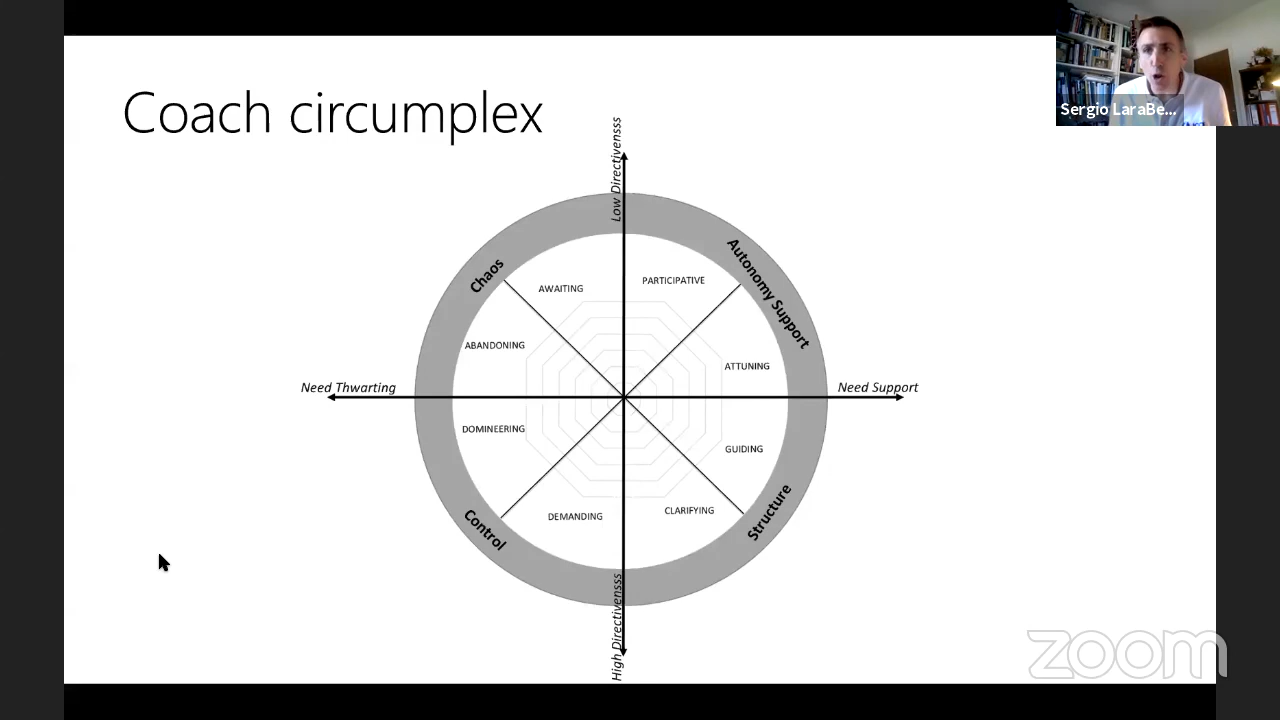 Coach circumplex
Sergio LaraBe...
Low Directivensss
Chaos
Autonomy Support
AWAITING
PARTICIPATIVE
ABANDONING
ATTUNING
Need Thwarting
Need Support
DOMINEERING
GUIDING
DEMANDING
CLARIFYING
Control
Structure
High Directivensss
zoom